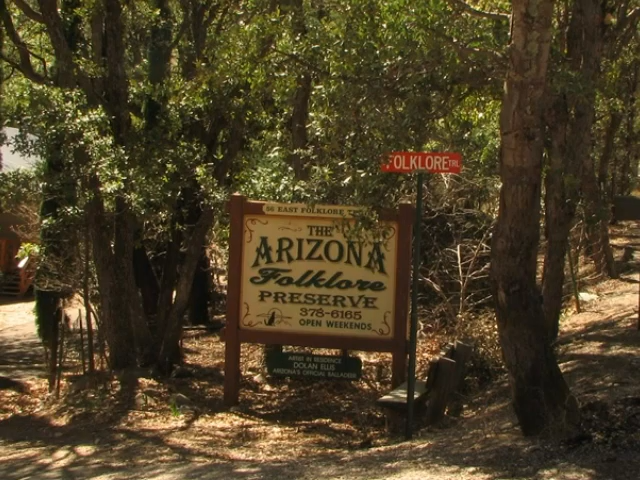 FOLKLORE TRL
56 EAST FOLKLORE
THE
ARIZONA
Folklore
PRESERVE
378-6165
OPEN WEEKENDS
ARTIST IN RESIDENCE
DOLAN ELLIS
ARIZONA'S OFFICIAL BALLADEER